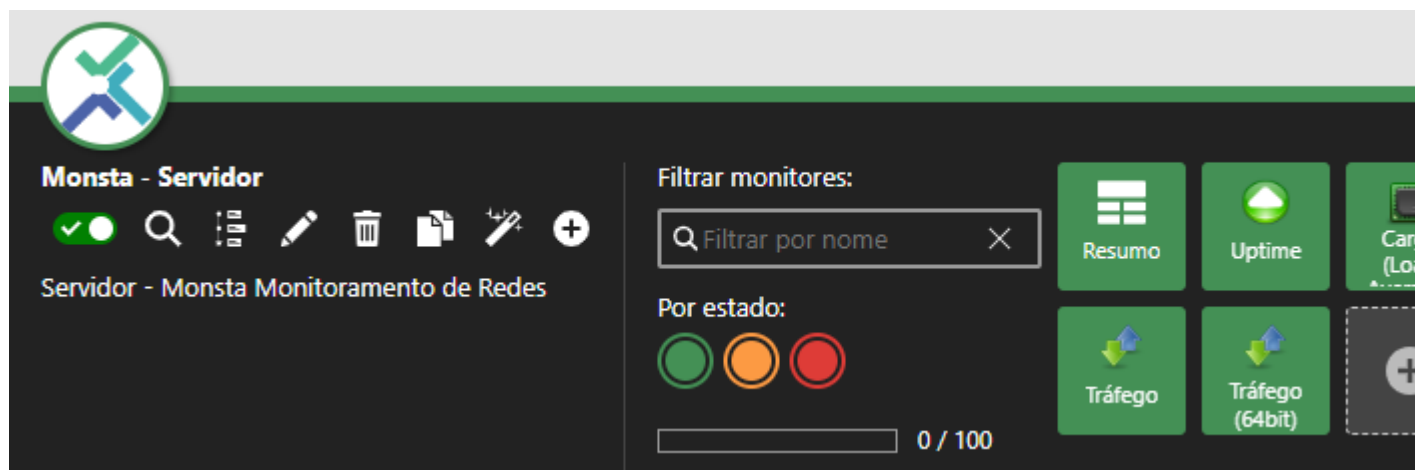 Monsta - Servidor
Servidor - Monsta Monitoramento de Redes
Filtrar monitores:
Filtrar por nome
Por estado:
0 / 100
Resumo
Uptime
Tráfego
Tráfego
(64bit)